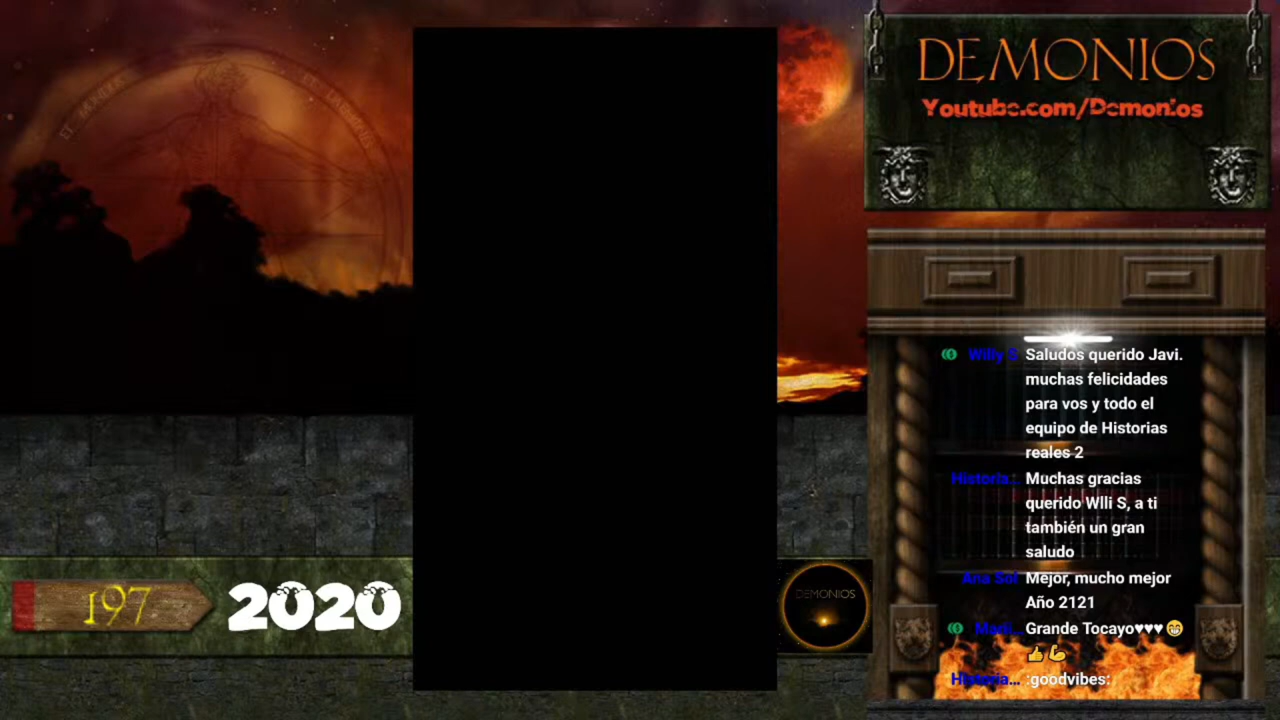 DEMONIOS
Youtube.com/Demonios
Willy S Saludos querido Javi.
muchas felicidades
para vos y todo el
equipo de Historias
reales 2
Historia... Muchas gracias
querido Wlli S, a ti
también un gran
saludo
Ana Sol Mejor, mucho mejor
Año 2121
Grande Tocayo♥♥♥😁
👍💪
Historia... :goodvibes:
197
2020
DEMONIOS